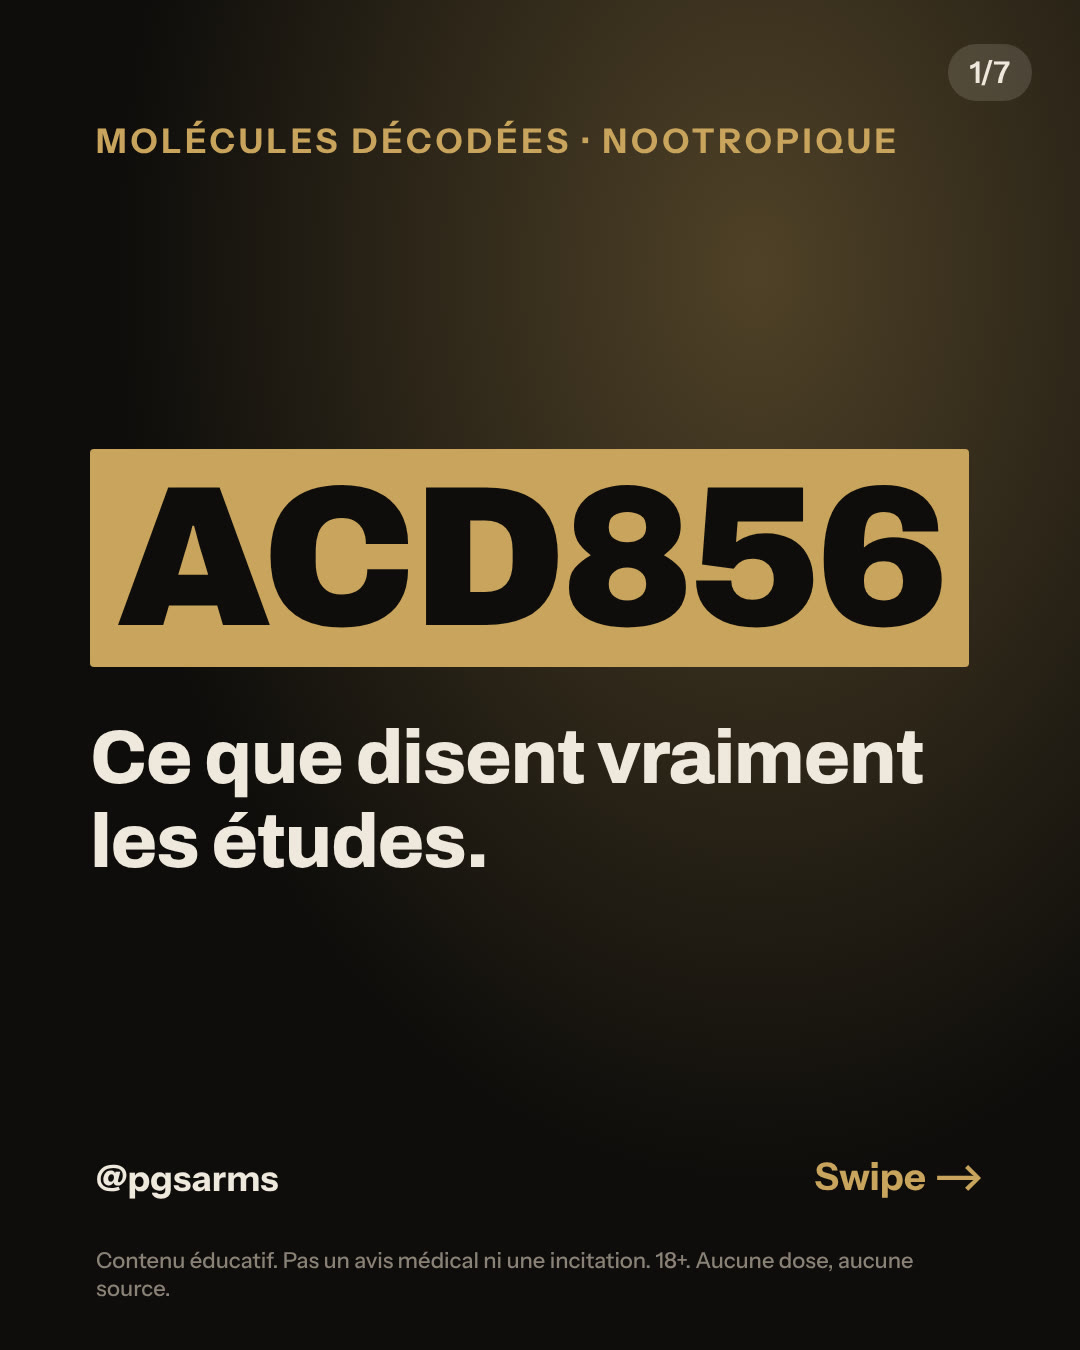 1/7
MOLÉCULES DÉCODÉES · NOOTROPIQUE
ACD856
Ce que disent vraiment
les études.
@pgsarms
Swipe →
Contenu éducatif. Pas un avis médical ni une incitation. 18+. Aucune dose, aucune
source.